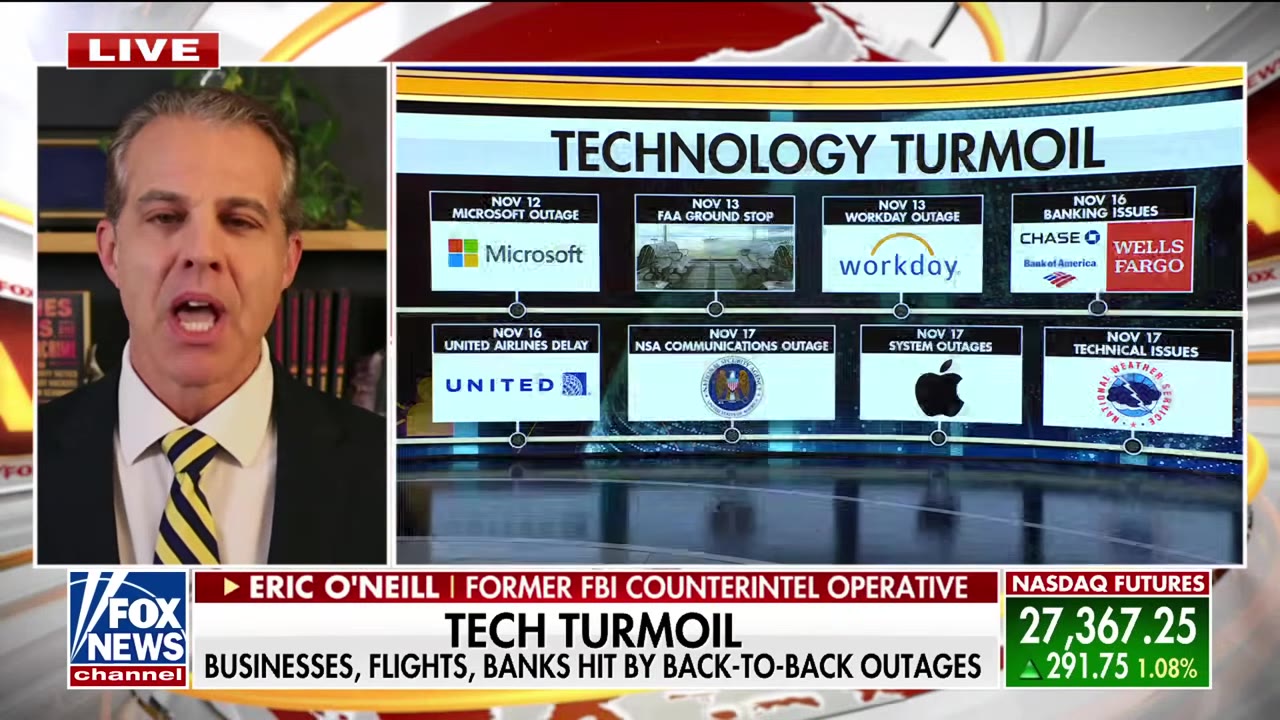 LIVE
TECHNOLOGY TURMOIL
NOV 12
MICROSOFT OUTAGE
Microsoft
NOV 13
FAA GROUND STOP
NOV 13
WORKDAY OUTAGE
workday
NOV 16
BANKING ISSUES
CHASE
Bank of America
WELLS
FARGO
NOV 16
UNITED AIRLINES DELAY
UNITED
NOV 17
NSA COMMUNICATIONS OUTAGE
NOV 17
SYSTEM OUTAGES
NOV 17
TECHNICAL ISSUES
NATIONAL WEATHER SERVICE
FOX
NEWS
channel
ERIC O'NEILL | FORMER FBI COUNTERINTEL OPERATIVE
TECH TURMOIL
BUSINESSES, FLIGHTS, BANKS HIT BY BACK-TO-BACK OUTAGES
NASDAQ FUTURES
27,367.25
291.75 1.08%